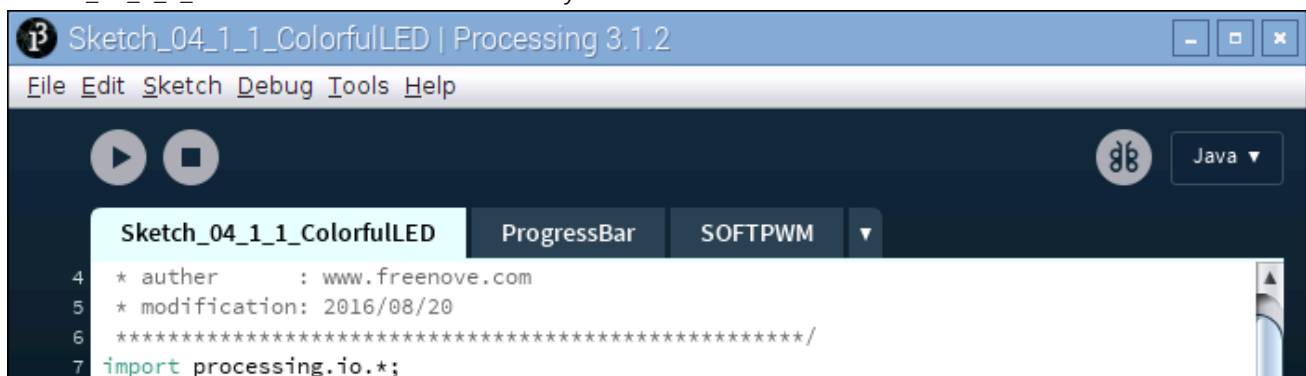 Sketch_04_1_1_ColorfulLED | Processing 3.1.2
File Edit Sketch Debug Tools Help
Java ▼
Sketch_04_1_1_ColorfulLED ProgressBar SOFTPWM ▼
4 * auther : www.freenove.com
5 * modification: 2016/08/20
6 *****************************************************/
7 import processing.io.*;